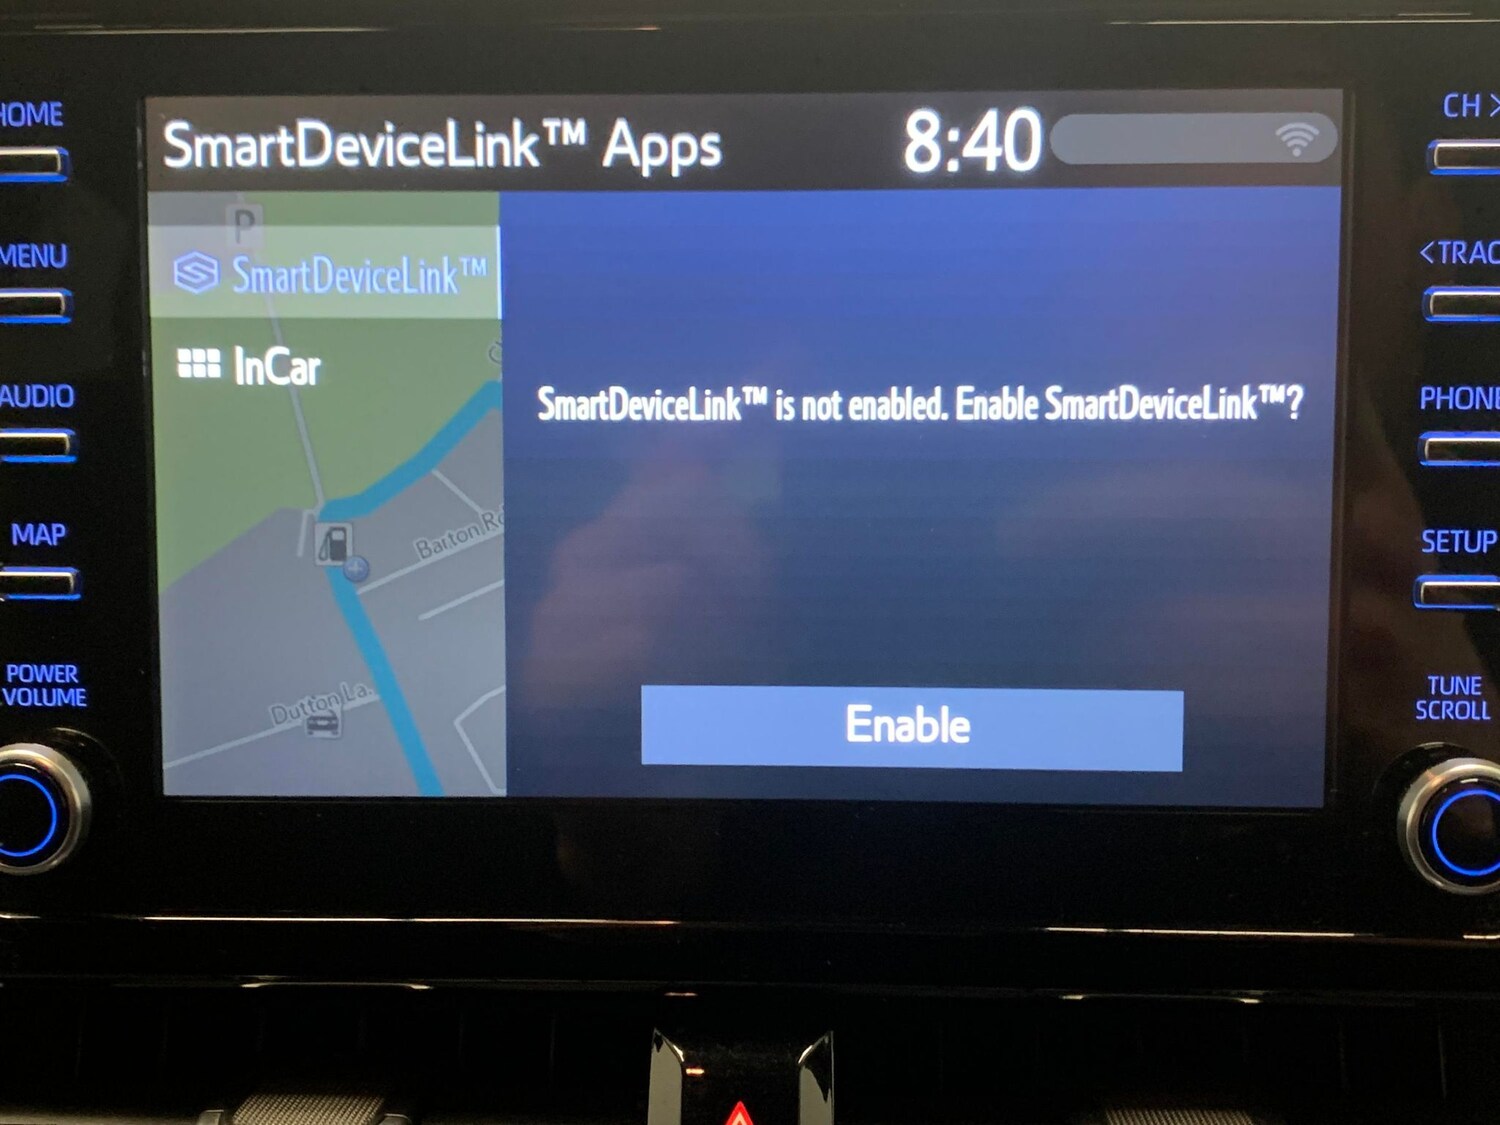 HOME
MENU
AUDIO
MAP
POWER
VOLUME
SmartDeviceLink™ Apps
8:40
P
SmartDeviceLink™
InCar
Barton Rd
Dutton La..
SmartDeviceLink™ is not enabled. Enable SmartDeviceLink™?
Enable
CH >
<TRAC
PHONE
SETUP
TUNE
SCROLL